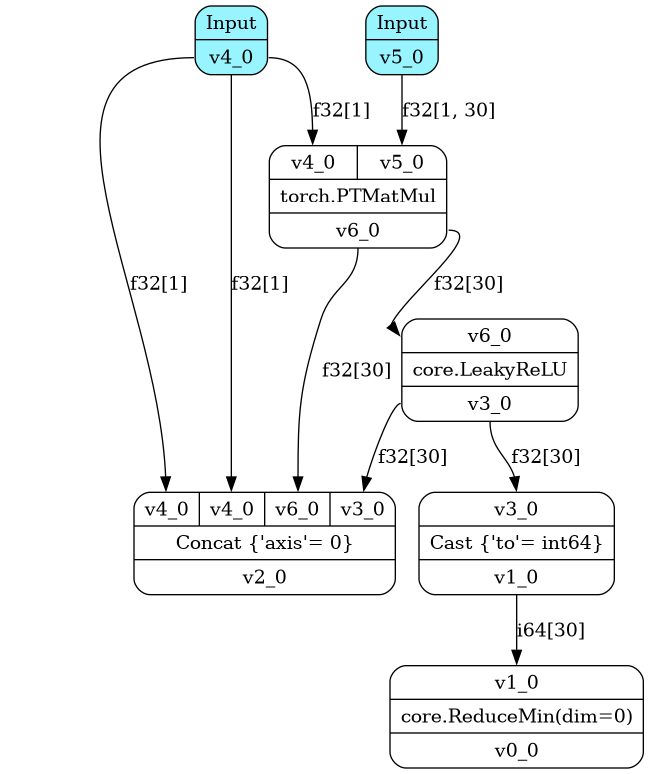 Input
v4_0
Input
v5_0
f32[1]
f32[1, 30]
v4_0 v5_0
torch.PTMatMul
v6_0
f32[1]
f32[1]
f32[30]
v6_0
core.LeakyReLU
v3_0
f32[30]
f32[30]
f32[30]
v4_0 v4_0 v6_0 v3_0
Concat {'axis'= 0}
v2_0
v3_0
Cast {'to'= int64}
v1_0
i64[30]
v1_0
core.ReduceMin(dim=0)
v0_0